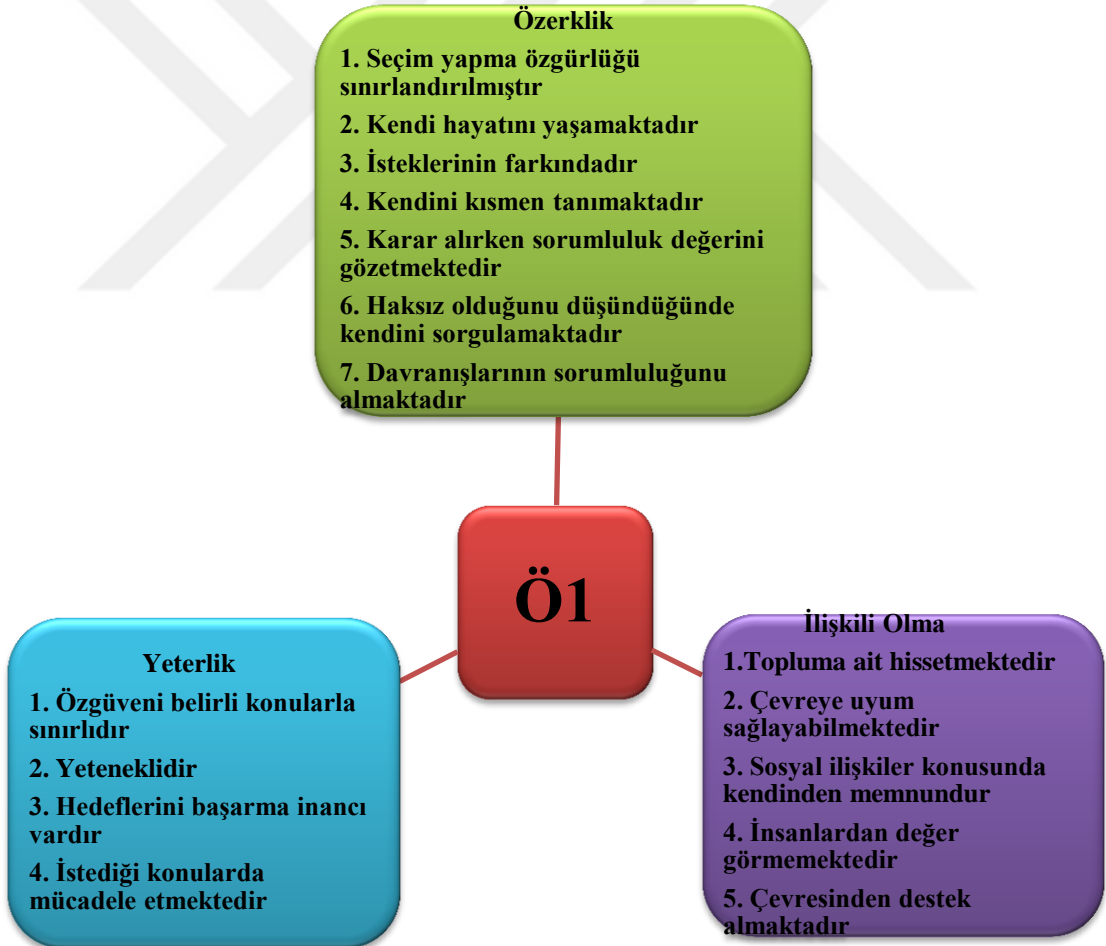 Özerklik
1. Seçim yapma özgürlüğü
sınırlandırılmıştır
2. Kendi hayatını yaşamaktadır
3. İsteklerinin farkındadır
4. Kendini kısmen tanımaktadır
5. Karar alırken sorumluluk değerini
gözetmektedir
6. Haksız olduğunu düşündüğünde
kendini sorgulamaktadır
7. Davranışlarının sorumluluğunu
almaktadır
Ö1
Yeterlik
1. Özgüveni belirli konularla
sınırlıdır
2. Yeteneklidir
3. Hedeflerini başarma inancı
vardır
4. İstediği konularda
mücadele etmektedir
İlişkili Olma
1.Topluma ait hissetmektedir
2. Çevreye uyum
sağlayabilmektedir
3. Sosyal ilişkiler konusunda
kendinden memnundur
4. İnsanlardan değer
görmemektedir
5. Çevresinden destek
almaktadır